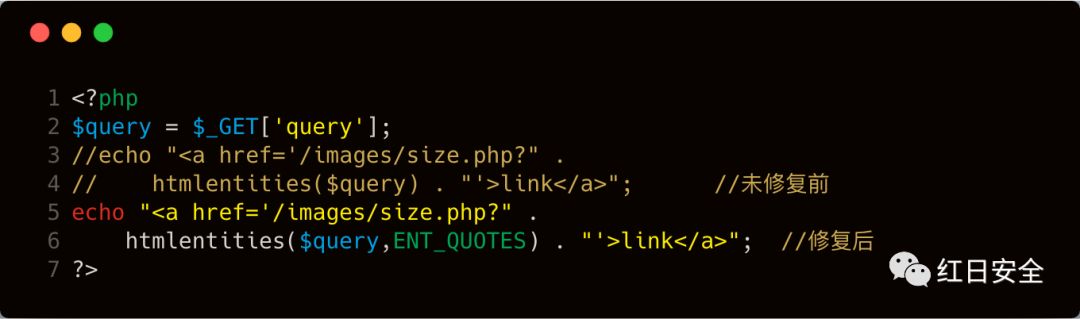 1 <?php
2 $query = $_GET['query'];
3 //echo "<a href='/images/size.php?" .
4 //    htmlentities($query) . "'>link</a>";      //未修复前
5 echo "<a href='/images/size.php?" .
6     htmlentities($query,ENT_QUOTES) . "'>link</a>";  //修复后
7 ?>
红日安全